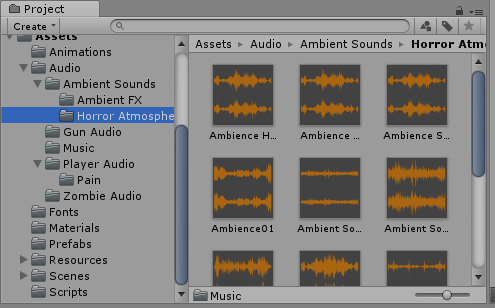 Project
Create
Assets
Animations
Audio
Ambient Sounds
Ambient FX
Horror Atmosphe
Gun Audio
Music
Player Audio
Pain
Zombie Audio
Fonts
Materials
Prefabs
Resources
Scenes
Scripts
Assets Audio Ambient Sounds Horror Atmo
Ambience H... Ambience ... Ambience S...
Ambience01 Ambient So... Ambient So...
Music